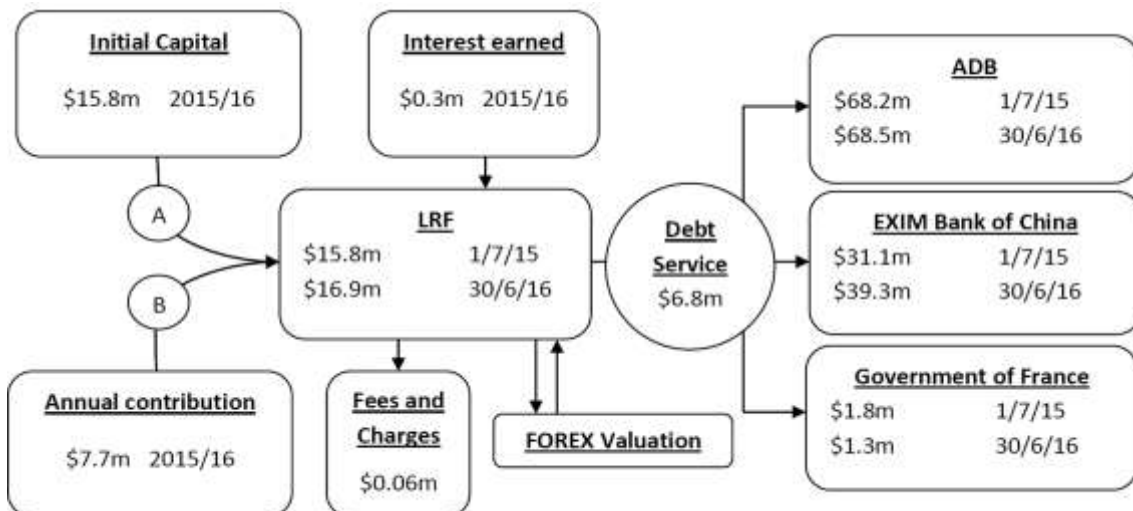 Initial Capital
$15.8m 2015/16
Interest earned
$0.3m 2015/16
ADB
$68.2m 1/7/15
$68.5m 30/6/16
A
LRF
$15.8m 1/7/15
$16.9m 30/6/16
Debt
Service
$6.8m
EXIM Bank of China
$31.1m 1/7/15
$39.3m 30/6/16
B
Annual contribution
$7.7m 2015/16
Fees and
Charges
$0.06m
FOREX Valuation
Government of France
$1.8m 1/7/15
$1.3m 30/6/16